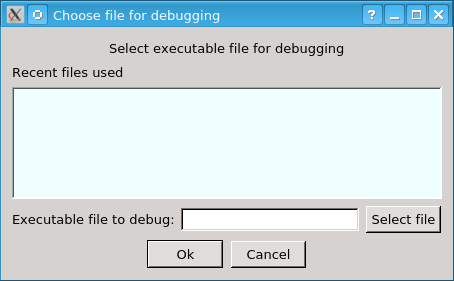 Choose file for debugging
Select executable file for debugging
Recent files used
Executable file to debug: Select file
Ok Cancel